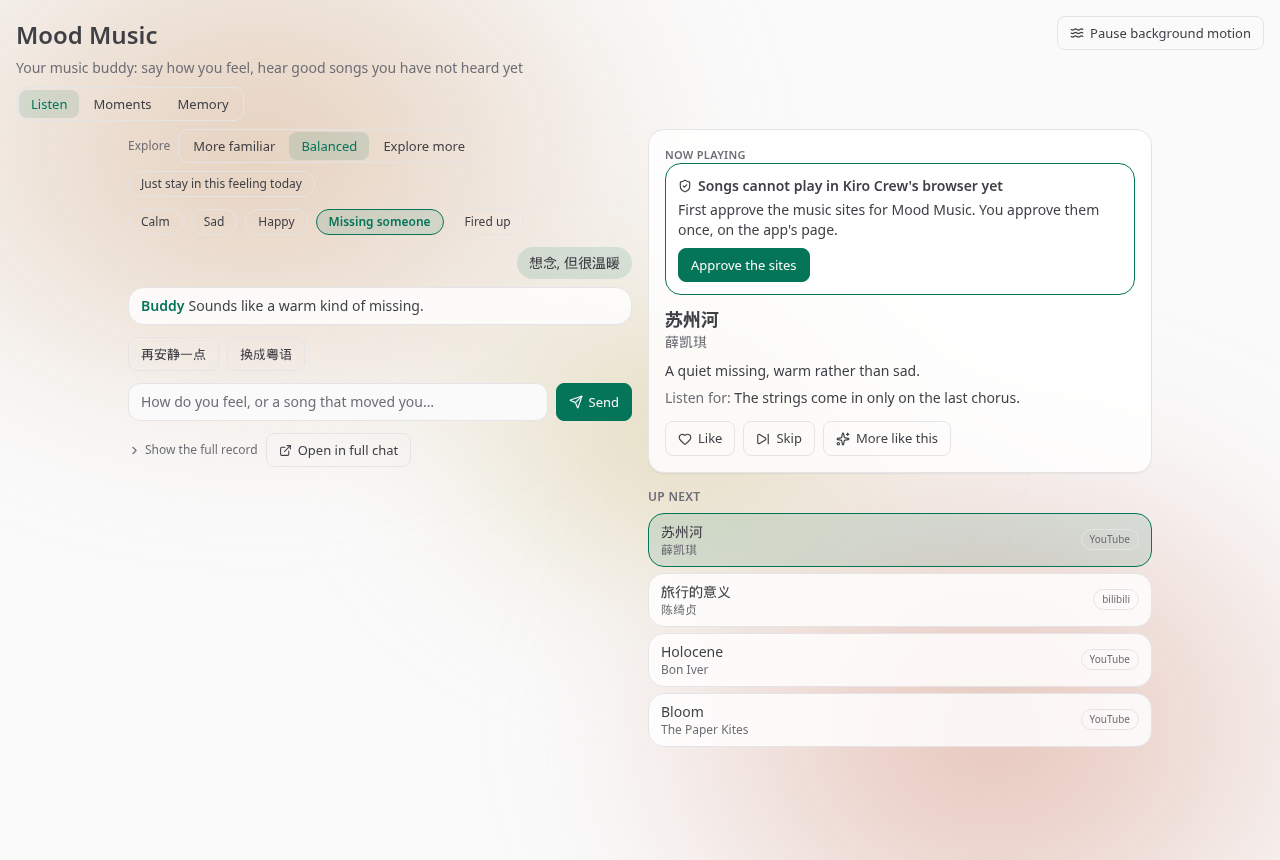 Mood Music
Pause background motion
Your music buddy: say how you feel, hear good songs you have not heard yet
Listen
Moments
Memory
Explore
More familiar
Balanced
Explore more
Just stay in this feeling today
Calm
Sad
Happy
Missing someone
Fired up
想念, 但很温暖
Buddy Sounds like a warm kind of missing.
再安静一点
换成粤语
How do you feel, or a song that moved you...
Send
Show the full record
Open in full chat
NOW PLAYING
Songs cannot play in Kiro Crew's browser yet
First approve the music sites for Mood Music. You approve them
once, on the app's page.
Approve the sites
苏州河
薛凯琪
A quiet missing, warm rather than sad.
Listen for: The strings come in only on the last chorus.
Like
Skip
More like this
UP NEXT
苏州河
薛凯琪
YouTube
旅行的意义
陈绮贞
bilibili
Holocene
Bon Iver
YouTube
Bloom
The Paper Kites
YouTube